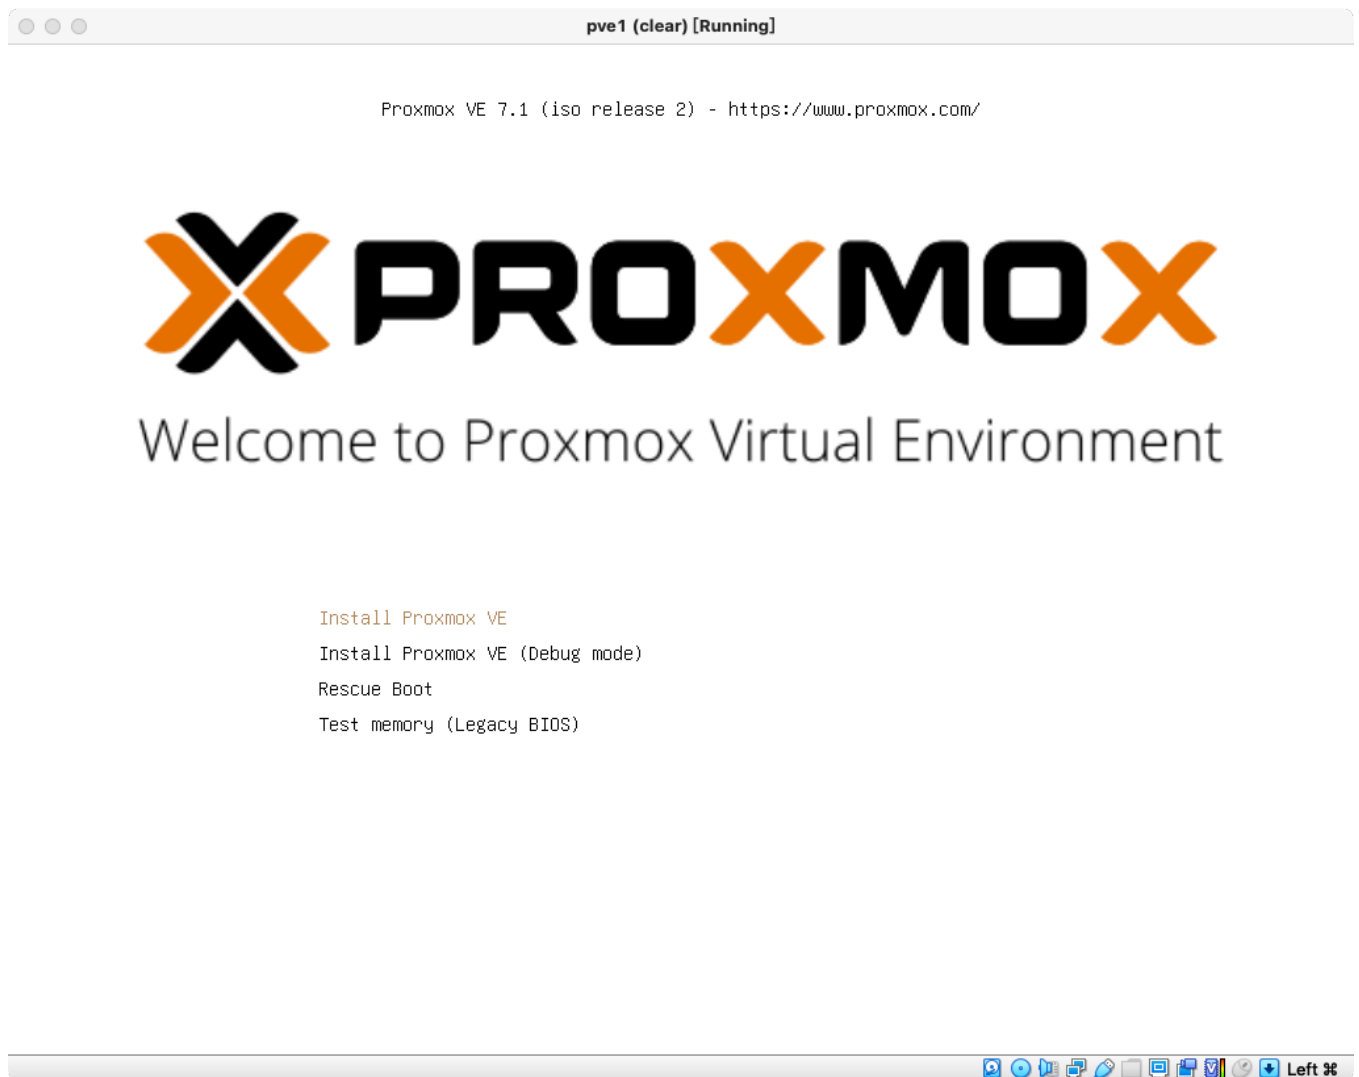 pve1 (clear) [Running]
Proxmox VE 7.1 (iso release 2) - https://www.proxmox.com/
PROXMOX
Welcome to Proxmox Virtual Environment
Install Proxmox VE
Install Proxmox VE (Debug mode)
Rescue Boot
Test memory (Legacy BIOS)
Left ⌘